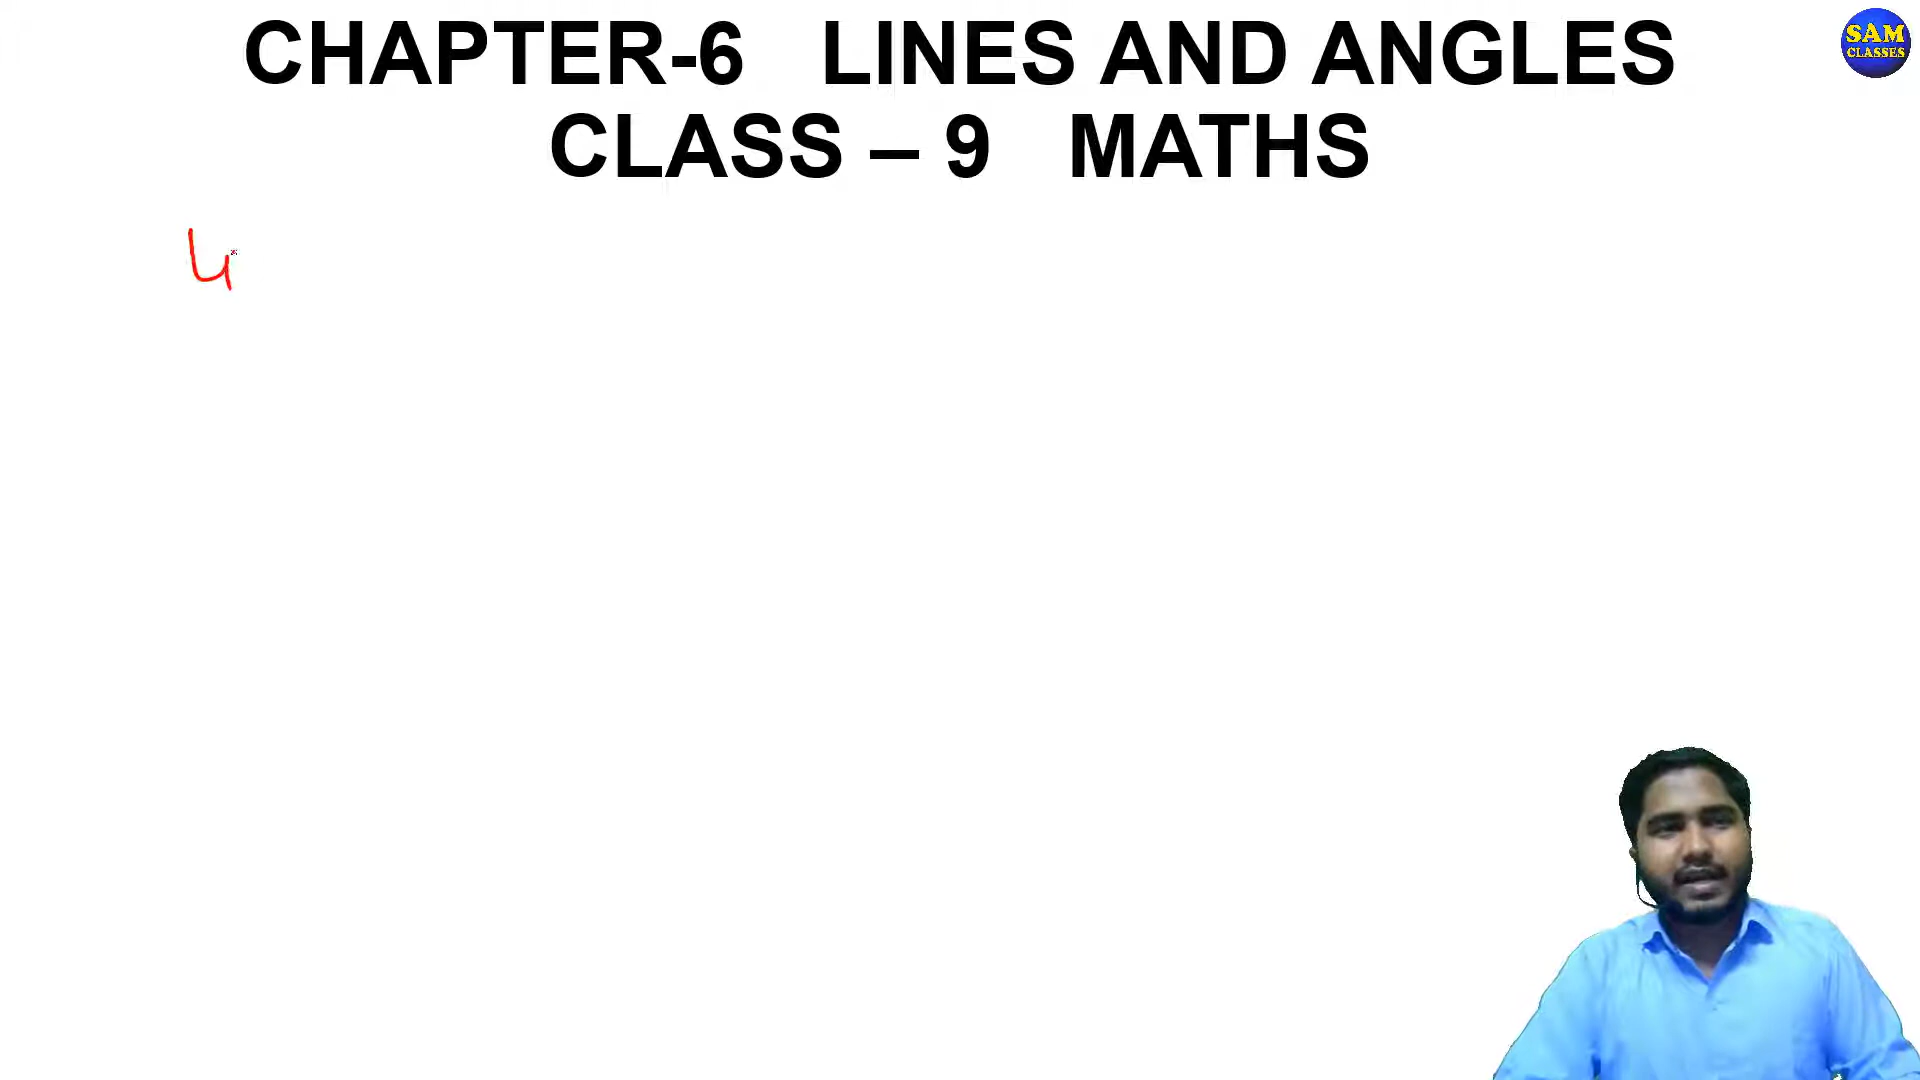 CHAPTER-6 LINES AND ANGLES
SAM
CLASSES
CLASS – 9 MATHS